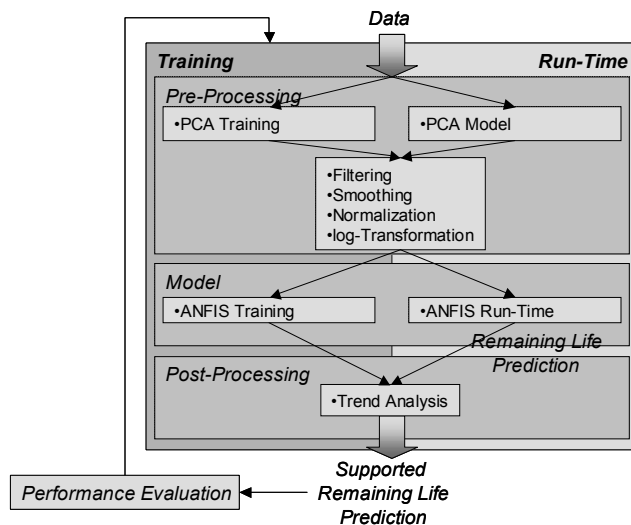 Data
Training
Run-Time
Pre-Processing
•PCA Training
•PCA Model
•Filtering
•Smoothing
•Normalization
•log-Transformation
Model
•ANFIS Training
•ANFIS Run-Time
Remaining Life
Prediction
Post-Processing
•Trend Analysis
Supported
Remaining Life
Prediction
Performance Evaluation